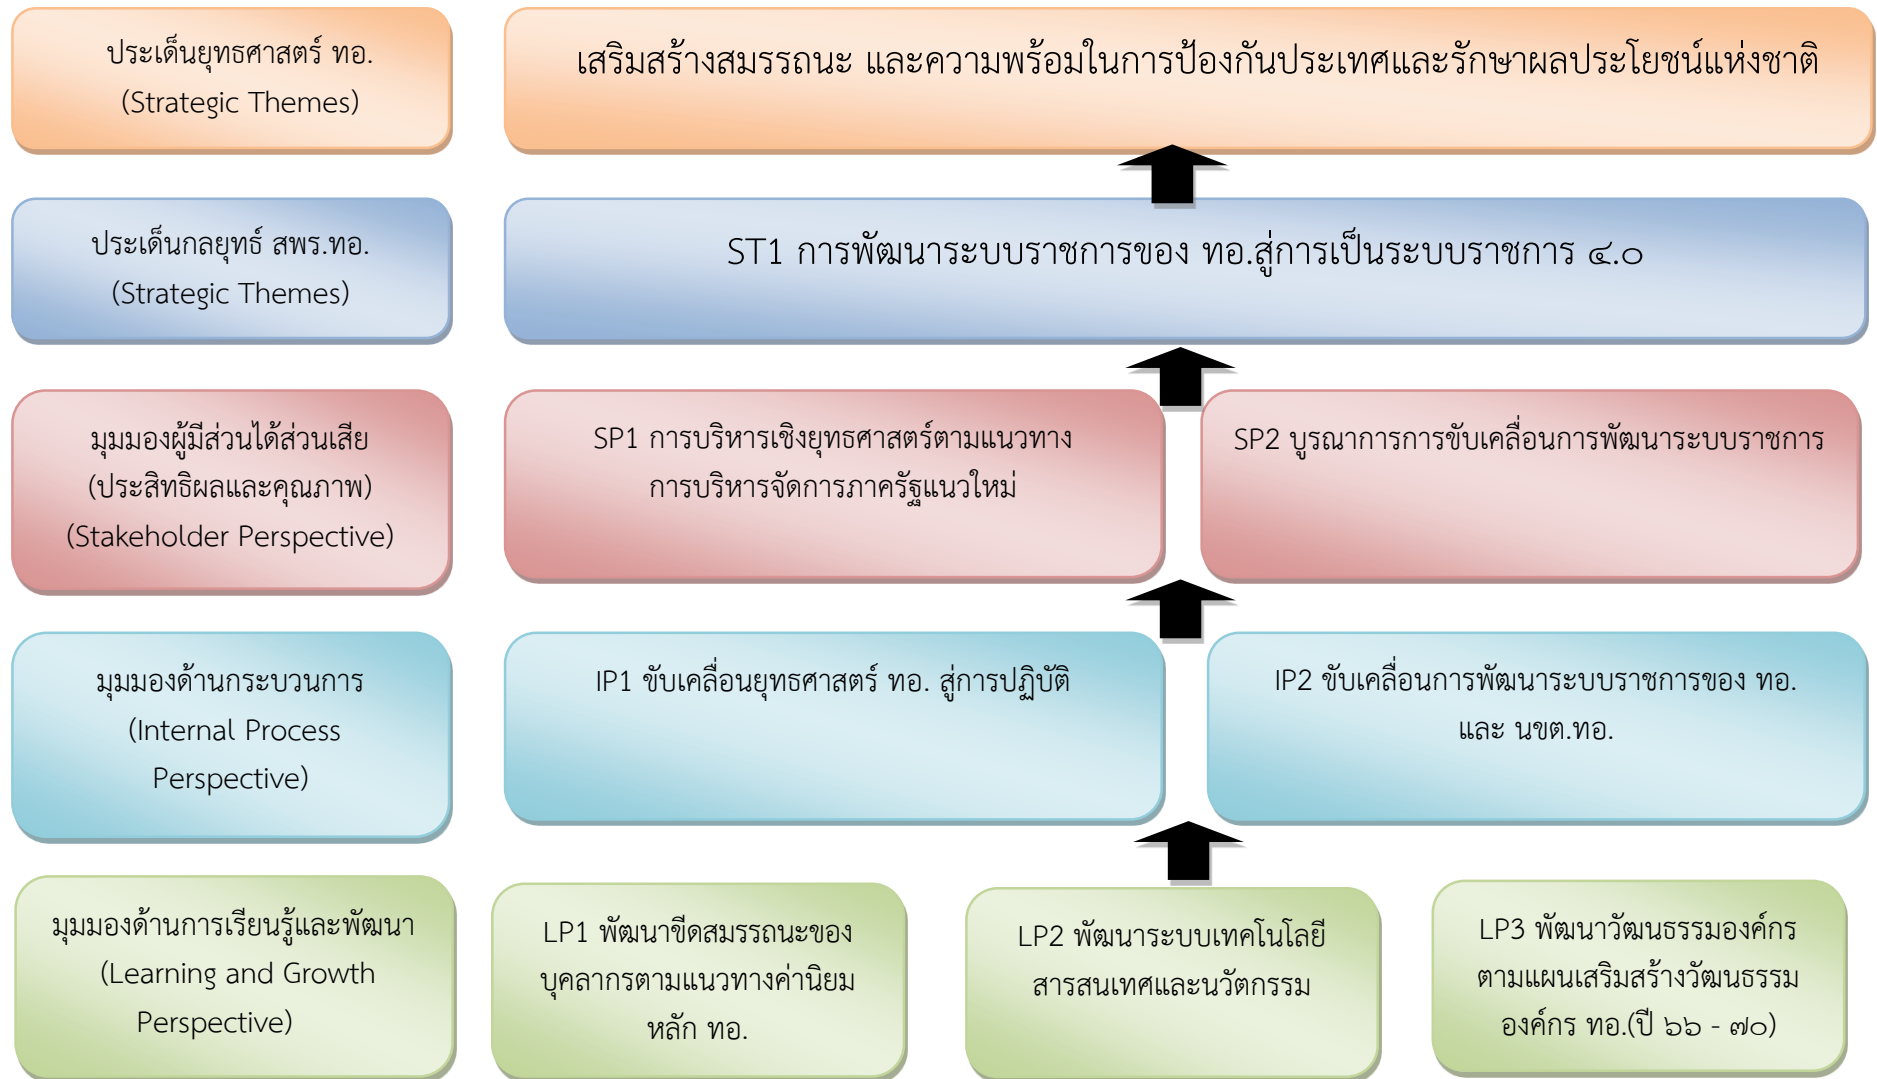 ประเด็นยุทธศาสตร์ ทอ.
(Strategic Themes)
เสริมสร้างสมรรถนะ และความพร้อมในการป้องกันประเทศและรักษาผลประโยชน์แห่งชาติ
ประเด็นกลยุทธ์ สพร.ทอ.
(Strategic Themes)
ST1 การพัฒนาระบบราชการของ ทอ.สู่การเป็นระบบราชการ ๔.๐
มุมมองผู้มีส่วนได้ส่วนเสีย
(ประสิทธิผลและคุณภาพ)
(Stakeholder Perspective)
SP1 การบริหารเชิงยุทธศาสตร์ตามแนวทาง
การบริหารจัดการภาครัฐแนวใหม่
SP2 บูรณาการการขับเคลื่อนการพัฒนาระบบราชการ
มุมมองด้านกระบวนการ
(Internal Process
Perspective)
IP1 ขับเคลื่อนยุทธศาสตร์ ทอ. สู่การปฏิบัติ
IP2 ขับเคลื่อนการพัฒนาระบบราชการของ ทอ.
และ นขต.ทอ.
มุมมองด้านการเรียนรู้และพัฒนา
(Learning and Growth
Perspective)
LP1 พัฒนาขีดสมรรถนะของ
บุคลากรตามแนวทางค่านิยม
หลัก ทอ.
LP2 พัฒนาระบบเทคโนโลยี
สารสนเทศและนวัตกรรม
LP3 พัฒนาวัฒนธรรมองค์กร
ตามแผนเสริมสร้างวัฒนธรรม
องค์กร ทอ.(ปี ๖๖ - ๗๐)